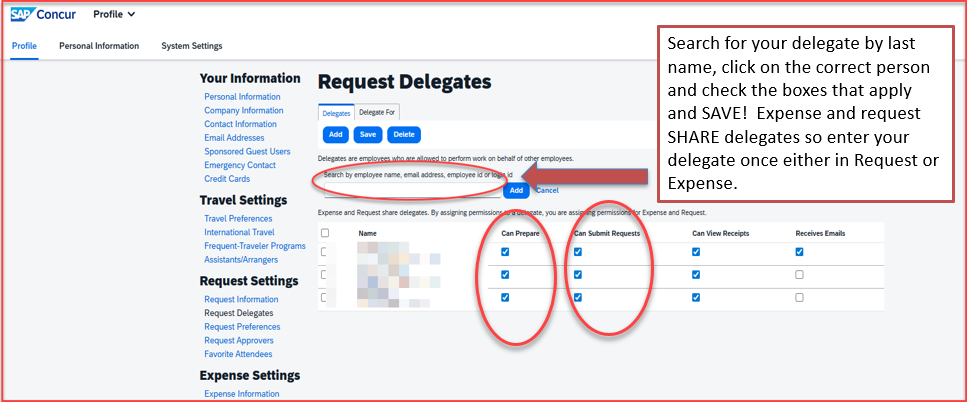 SAP Concur Profile
Profile Personal Information System Settings
Search for your delegate by last
name, click on the correct person
and check the boxes that apply
and SAVE! Expense and request
SHARE delegates so enter your
delegate once either in Request or
Expense.
Your Information
Personal Information
Company Information
Contact Information
Email Addresses
Sponsored Guest Users
Emergency Contact
Credit Cards
Travel Settings
Travel Preferences
International Travel
Frequent-Traveler Programs
Assistants/Arrangers
Request Settings
Request Information
Request Delegates
Request Preferences
Request Approvers
Favorite Attendees
Expense Settings
Expense Information
Request Delegates
Delegates Delegate For
Add Save Delete
Delegates are employees who are allowed to perform work on behalf of other employees.
Search by employee name, email address, employee id or login id
Add Cancel
Expense and Request share delegates. By assigning permissions to a delegate, you are assigning permissions for Expense and Request.
Name Can Prepare Can Submit Requests Can View Receipts Receives Emails